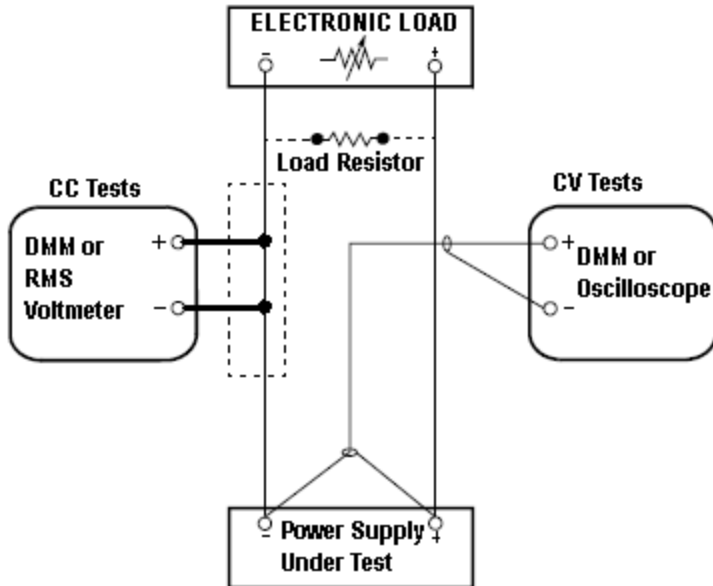 ELECTRONIC LOAD
- +
Load Resistor
CC Tests
DMM or
RMS
Voltmeter
+
-
CV Tests
+
-
DMM or
Oscilloscope
- +
Power Supply
Under Test